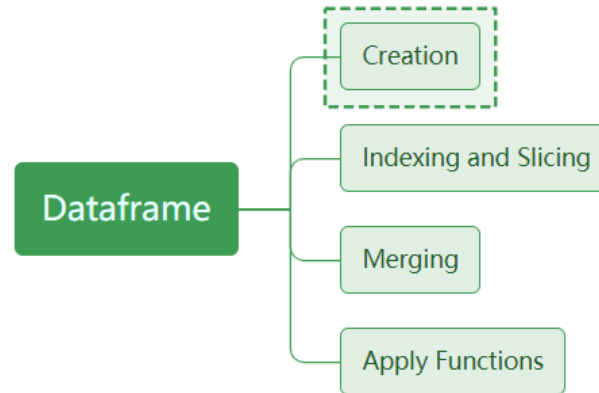 Dataframe
Creation
Indexing and Slicing
Merging
Apply Functions